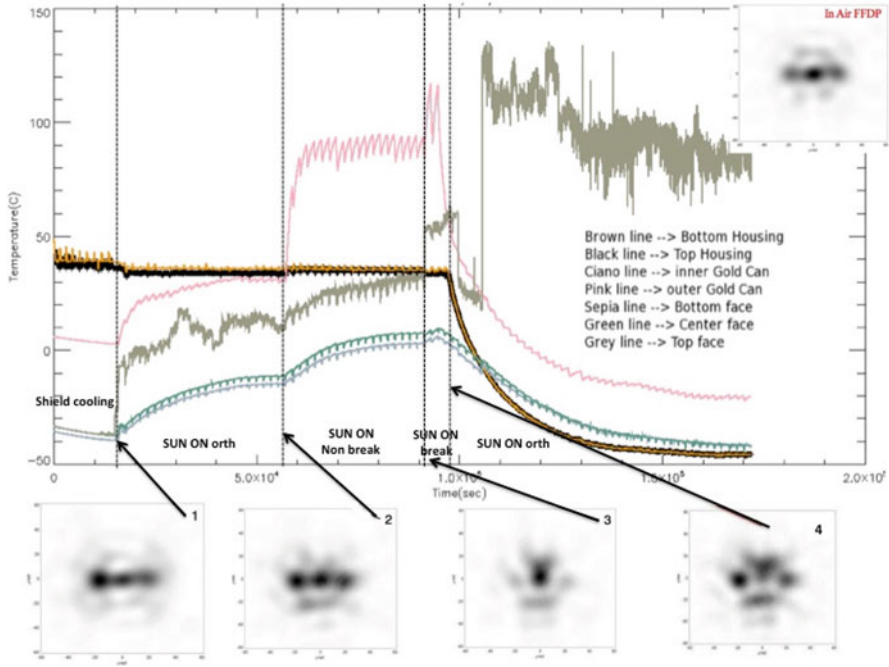 In Air FFDP
150
100
50
0
−50
Temperature(C)
Brown line --> Bottom Housing
Black line --> Top Housing
Ciano line --> inner Gold Can
Pink line --> outer Gold Can
Sepia line --> Bottom face
Green line --> Center face
Grey line --> Top face
Shield cooling
SUN ON orth
SUN ON
Non break
SUN ON
break
SUN ON orth
0
5.0×10⁴
1.0×10⁵
1.5×10⁵
2.0×10⁵
Time(sec)
1
2
3
4